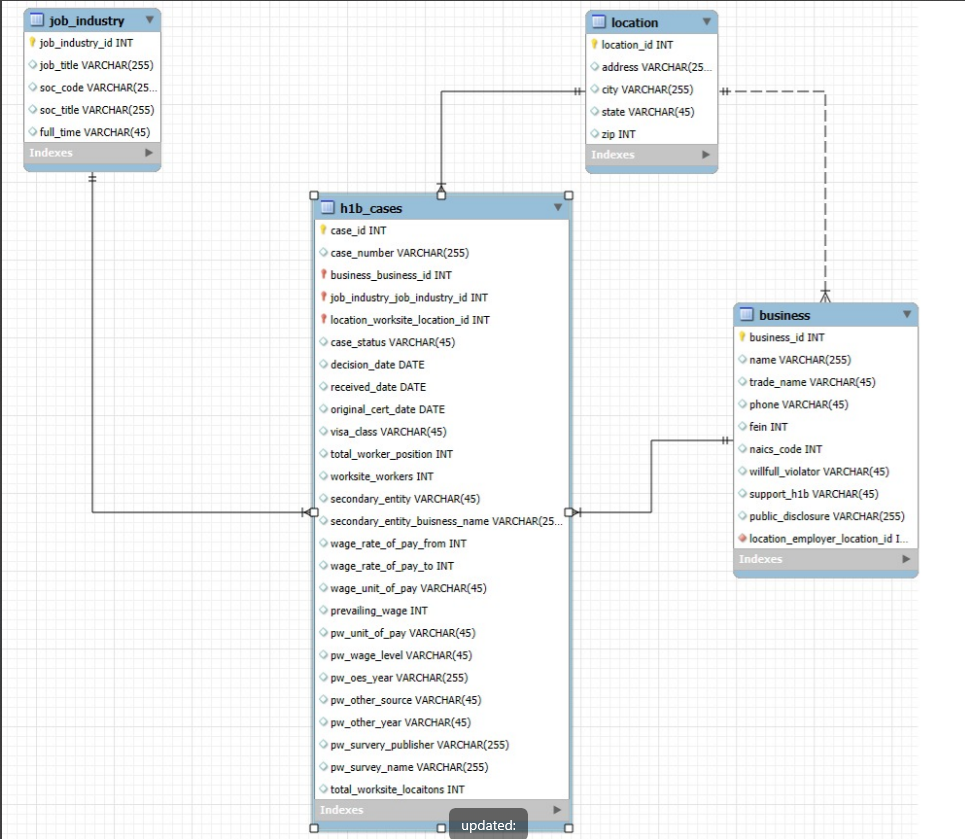 job_industry
job_industry_id INT
job_title VARCHAR(255)
soc_code VARCHAR(25...
soc_title VARCHAR(255)
full_time VARCHAR(45)
Indexes
location
location_id INT
address VARCHAR(25...
city VARCHAR(255)
state VARCHAR(45)
zip INT
Indexes
h1b_cases
case_id INT
case_number VARCHAR(255)
business_business_id INT
job_industry_job_industry_id INT
location_worksite_location_id INT
case_status VARCHAR(45)
decision_date DATE
received_date DATE
original_cert_date DATE
visa_class VARCHAR(45)
total_worker_position INT
worksite_workers INT
secondary_entity VARCHAR(45)
secondary_entity_buisness_name VARCHAR(25...
wage_rate_of_pay_from INT
wage_rate_of_pay_to INT
wage_unit_of_pay VARCHAR(45)
prevailing_wage INT
pw_unit_of_pay VARCHAR(45)
pw_wage_level VARCHAR(45)
pw_oes_year VARCHAR(255)
pw_other_source VARCHAR(45)
pw_other_year VARCHAR(45)
pw_survery_publisher VARCHAR(255)
pw_survey_name VARCHAR(255)
total_worksite_locaitons INT
Indexes
business
business_id INT
name VARCHAR(255)
trade_name VARCHAR(45)
phone VARCHAR(45)
fein INT
naics_code INT
willfull_violator VARCHAR(45)
support_h1b VARCHAR(45)
public_disclosure VARCHAR(255)
location_employer_location_id I...
Indexes
updated: